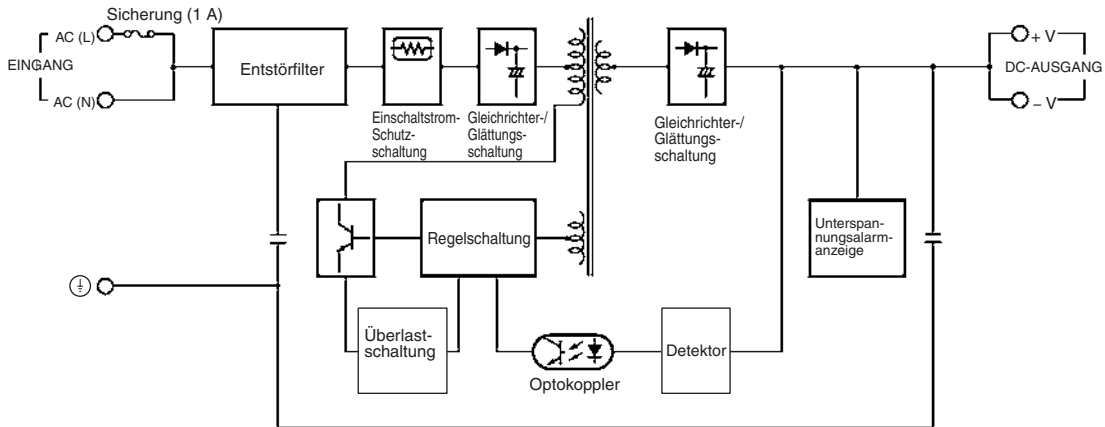 Sicherung (1 A)
AC (L)
EINGANG
AC (N)
Entstörfilter
Einschaltstrom-
Schutz-
schaltung
Gleichrichter-/
Glättungs-
schaltung
Gleichrichter-/
Glättungs-
schaltung
+ V
DC-AUSGANG
– V
Regelschaltung
Unterspan-
nungsalarm-
anzeige
Überlast-
schaltung
Optokoppler
Detektor